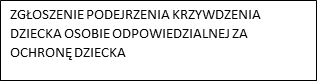 ZGŁOSZENIE PODEJRZENIA KRZYWDZENIA
DZIECKA OSOBIE ODPOWIEDZIALNEJ ZA
OCHRONĘ DZIECKA